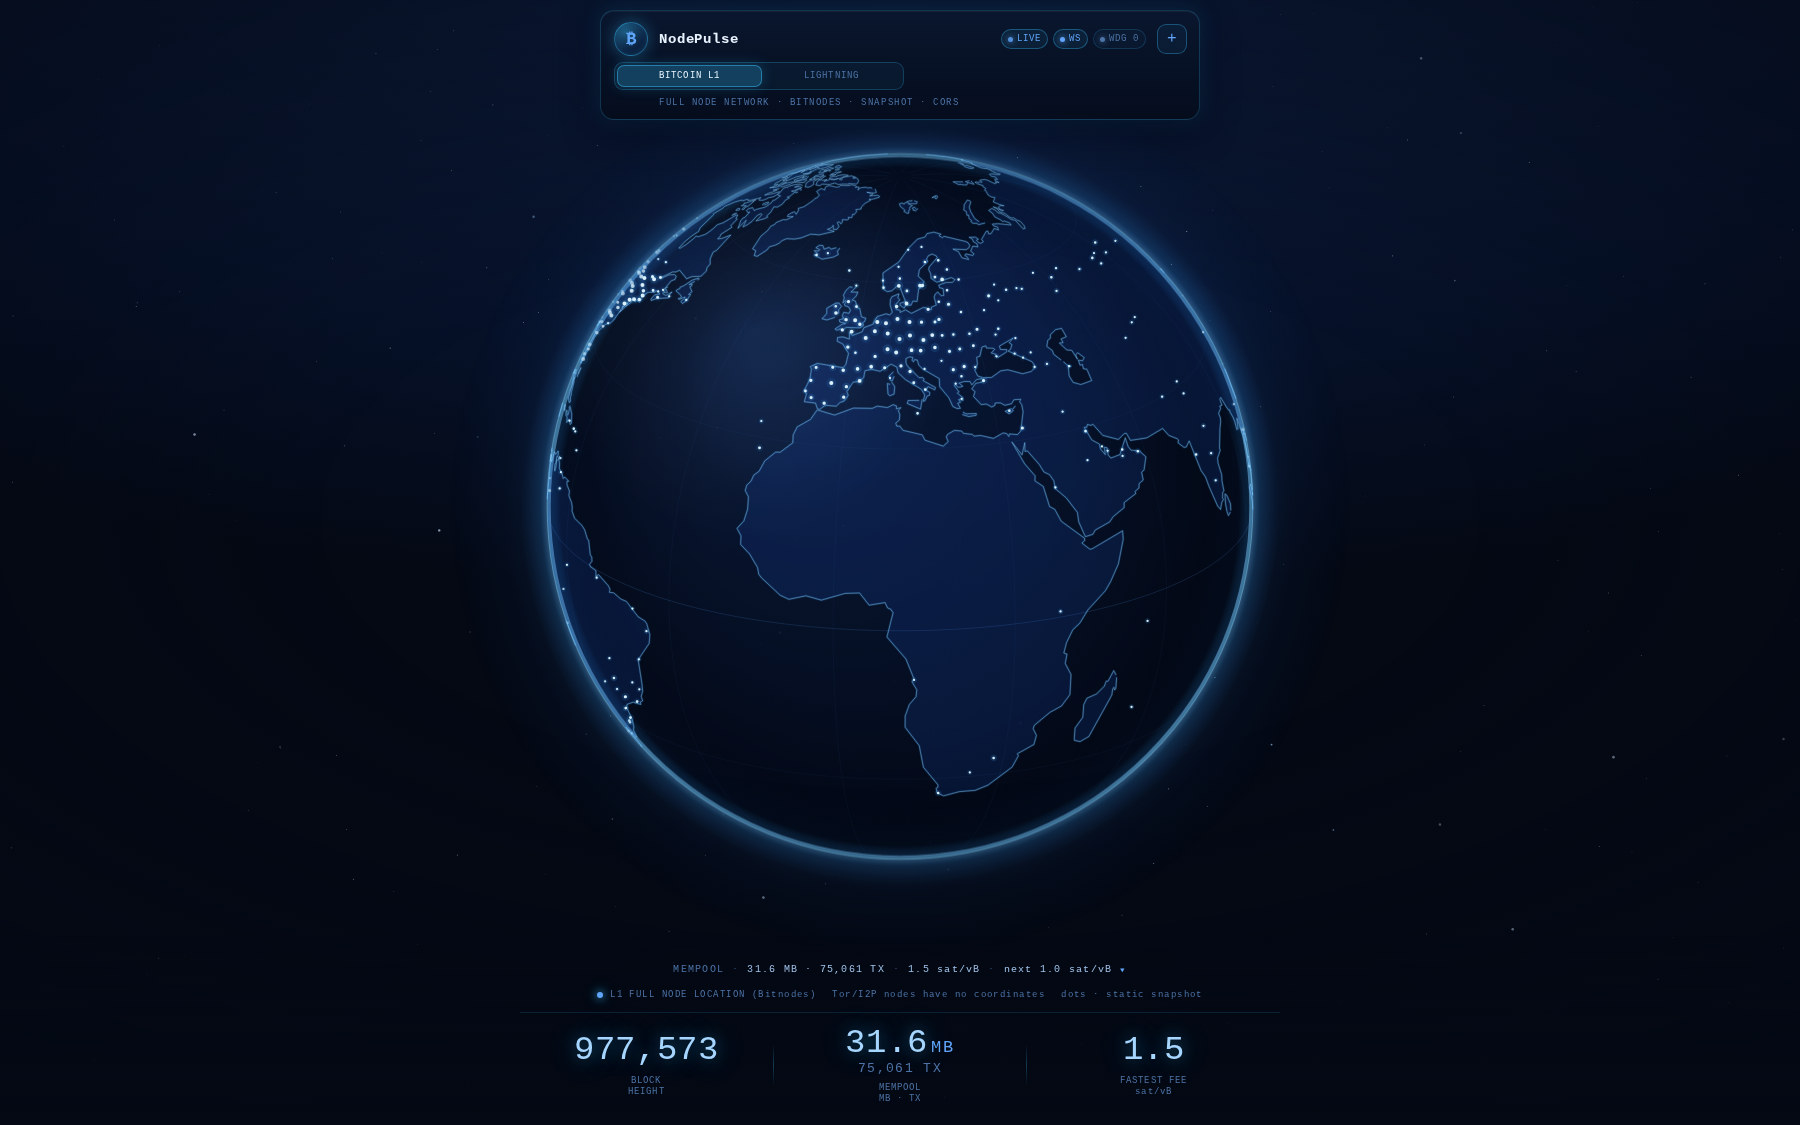 ₿ NodePulse LIVE WS WDG 0 +
BITCOIN L1 LIGHTNING
FULL NODE NETWORK · BITNODES · SNAPSHOT · CORS
MEMPOOL · 31.6 MB · 75,061 TX · 1.5 sat/vB · next 1.0 sat/vB ▾
L1 FULL NODE LOCATION (Bitnodes) Tor/I2P nodes have no coordinates dots · static snapshot
977,573
BLOCK
HEIGHT
31.6 MB
75,061 TX
MEMPOOL
MB · TX
1.5
FASTEST FEE
sat/vB